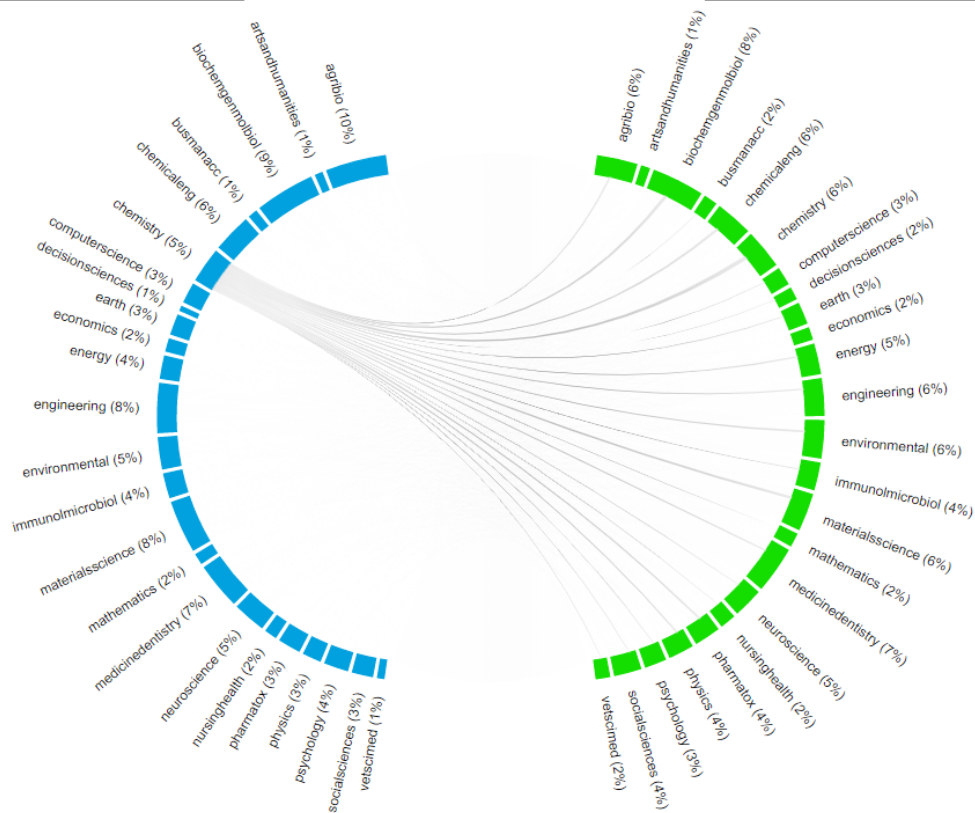 agribio (10%)
artsandhumanities (1%)
biochemgenmolbiol (9%)
busmanacc (1%)
chemicaleng (6%)
chemistry (5%)
computerscience (3%)
decisionsciences (1%)
earth (3%)
economics (2%)
energy (4%)
engineering (8%)
environmental (5%)
immunolmicrobiol (4%)
materialsscience (8%)
mathematics (2%)
medicinedentistry (7%)
neuroscience (5%)
nursinghealth (2%)
pharmatox (3%)
physics (3%)
psychology (4%)
socialsciences (3%)
vetscimed (1%)
agribio (6%)
artsandhumanities (1%)
biochemgenmolbiol (8%)
busmanacc (2%)
chemicaleng (6%)
chemistry (6%)
computerscience (3%)
decisionsciences (2%)
earth (3%)
economics (2%)
energy (5%)
engineering (6%)
environmental (6%)
immunolmicrobiol (4%)
materialsscience (6%)
mathematics (2%)
medicinedentistry (7%)
neuroscience (5%)
nursinghealth (2%)
pharmatox (4%)
physics (4%)
psychology (3%)
socialsciences (4%)
vetscimed (2%)